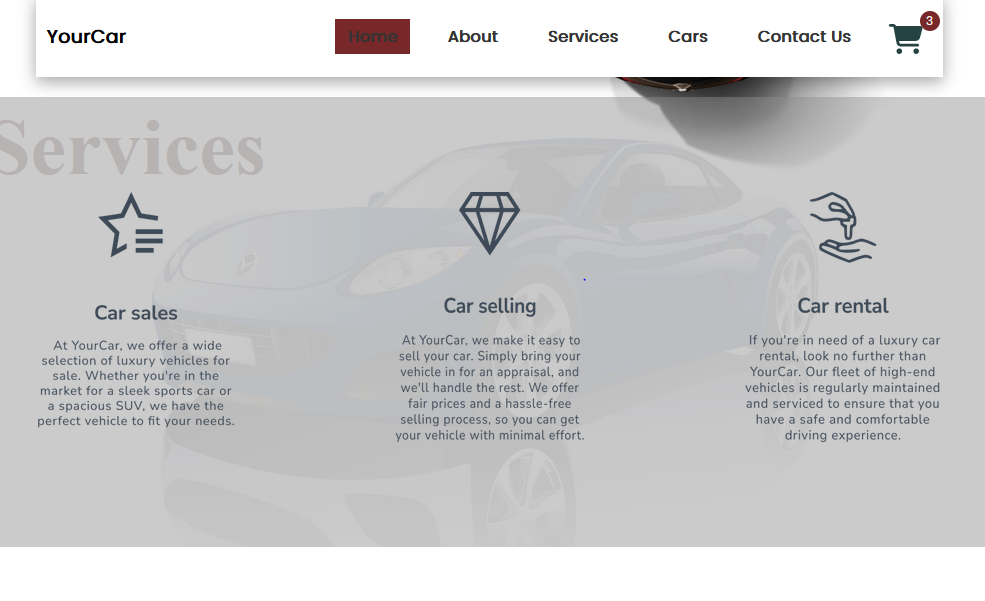 YourCar
Home
About
Services
Cars
Contact Us
3
Services
Car sales
At YourCar, we offer a wide
selection of luxury vehicles for
sale. Whether you're in the
market for a sleek sports car or
a spacious SUV, we have the
perfect vehicle to fit your needs.
Car selling
At YourCar, we make it easy to
sell your car. Simply bring your
vehicle in for an appraisal, and
we'll handle the rest. We offer
fair prices and a hassle-free
selling process, so you can get
your vehicle with minimal effort.
Car rental
If you're in need of a luxury car
rental, look no further than
YourCar. Our fleet of high-end
vehicles is regularly maintained
and serviced to ensure that you
have a safe and comfortable
driving experience.